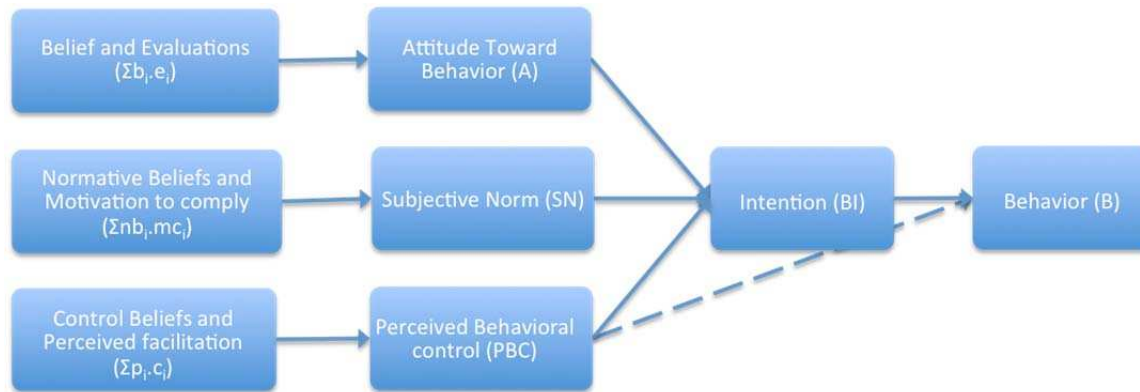 Belief and Evaluations
(Σbᵢ.eᵢ)
Attitude Toward
Behavior (A)
Normative Beliefs and
Motivation to comply
(Σnbᵢ.mcᵢ)
Subjective Norm (SN)
Intention (BI)
Behavior (B)
Control Beliefs and
Perceived facilitation
(Σpᵢ.cᵢ)
Perceived Behavioral
control (PBC)